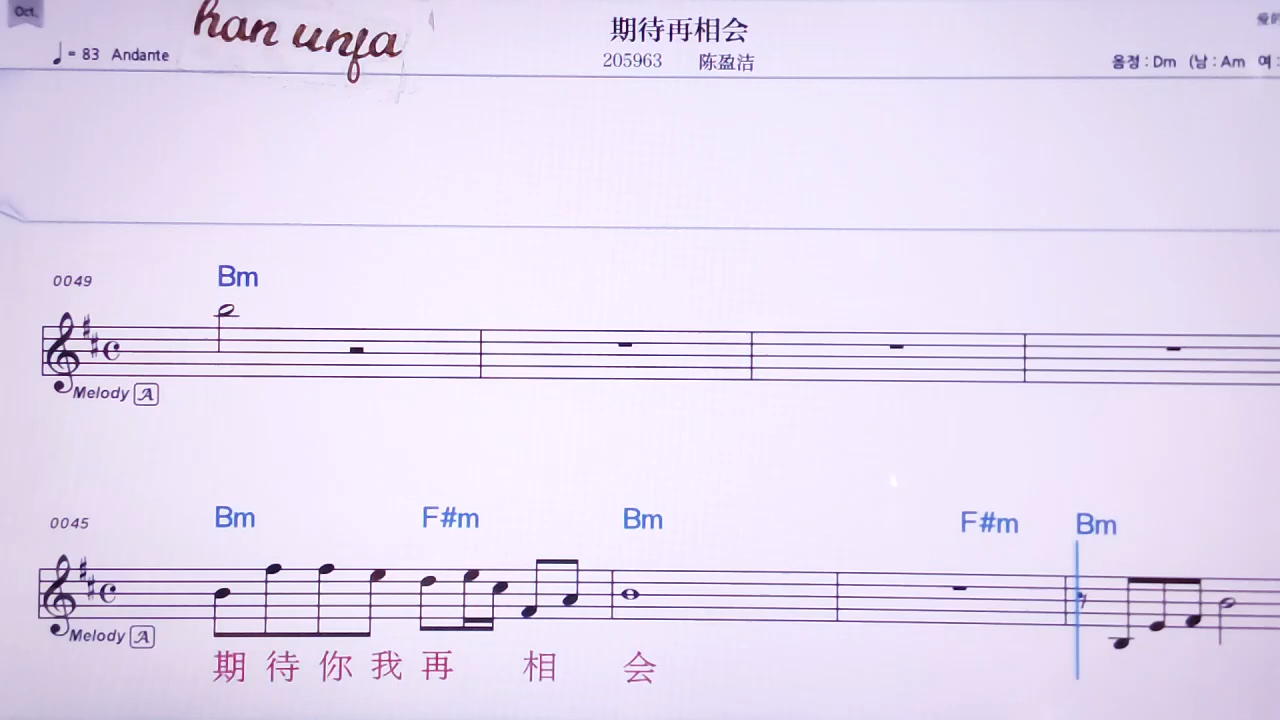 Oct.
han unja
期待再相会
♩= 83 Andante
205963 陈盈洁
음정 : Dm (남 : Am 여 :
0049
Bm
Melody A
0045
Bm F#m Bm F#m Bm
Melody A
期 待 你 我 再 相 会